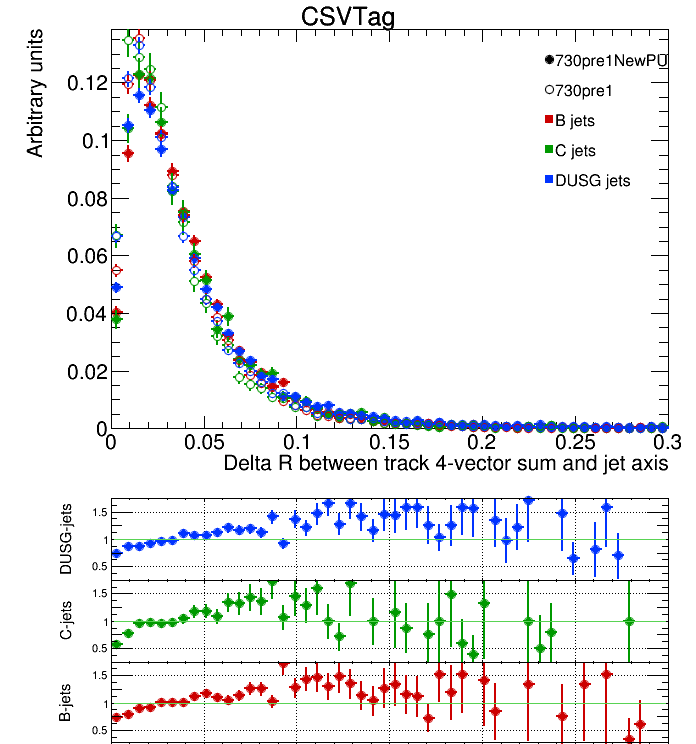 CSVTag
Arbitrary units
730pre1NewPU
730pre1
B jets
C jets
DUSG jets
0.12
0.1
0.08
0.06
0.04
0.02
0
0 0.05 0.1 0.15 0.2 0.25 0.3
Delta R between track 4-vector sum and jet axis
DUSG-jets
1.5
1
0.5
C-jets
1.5
1
0.5
B-jets
1.5
1
0.5